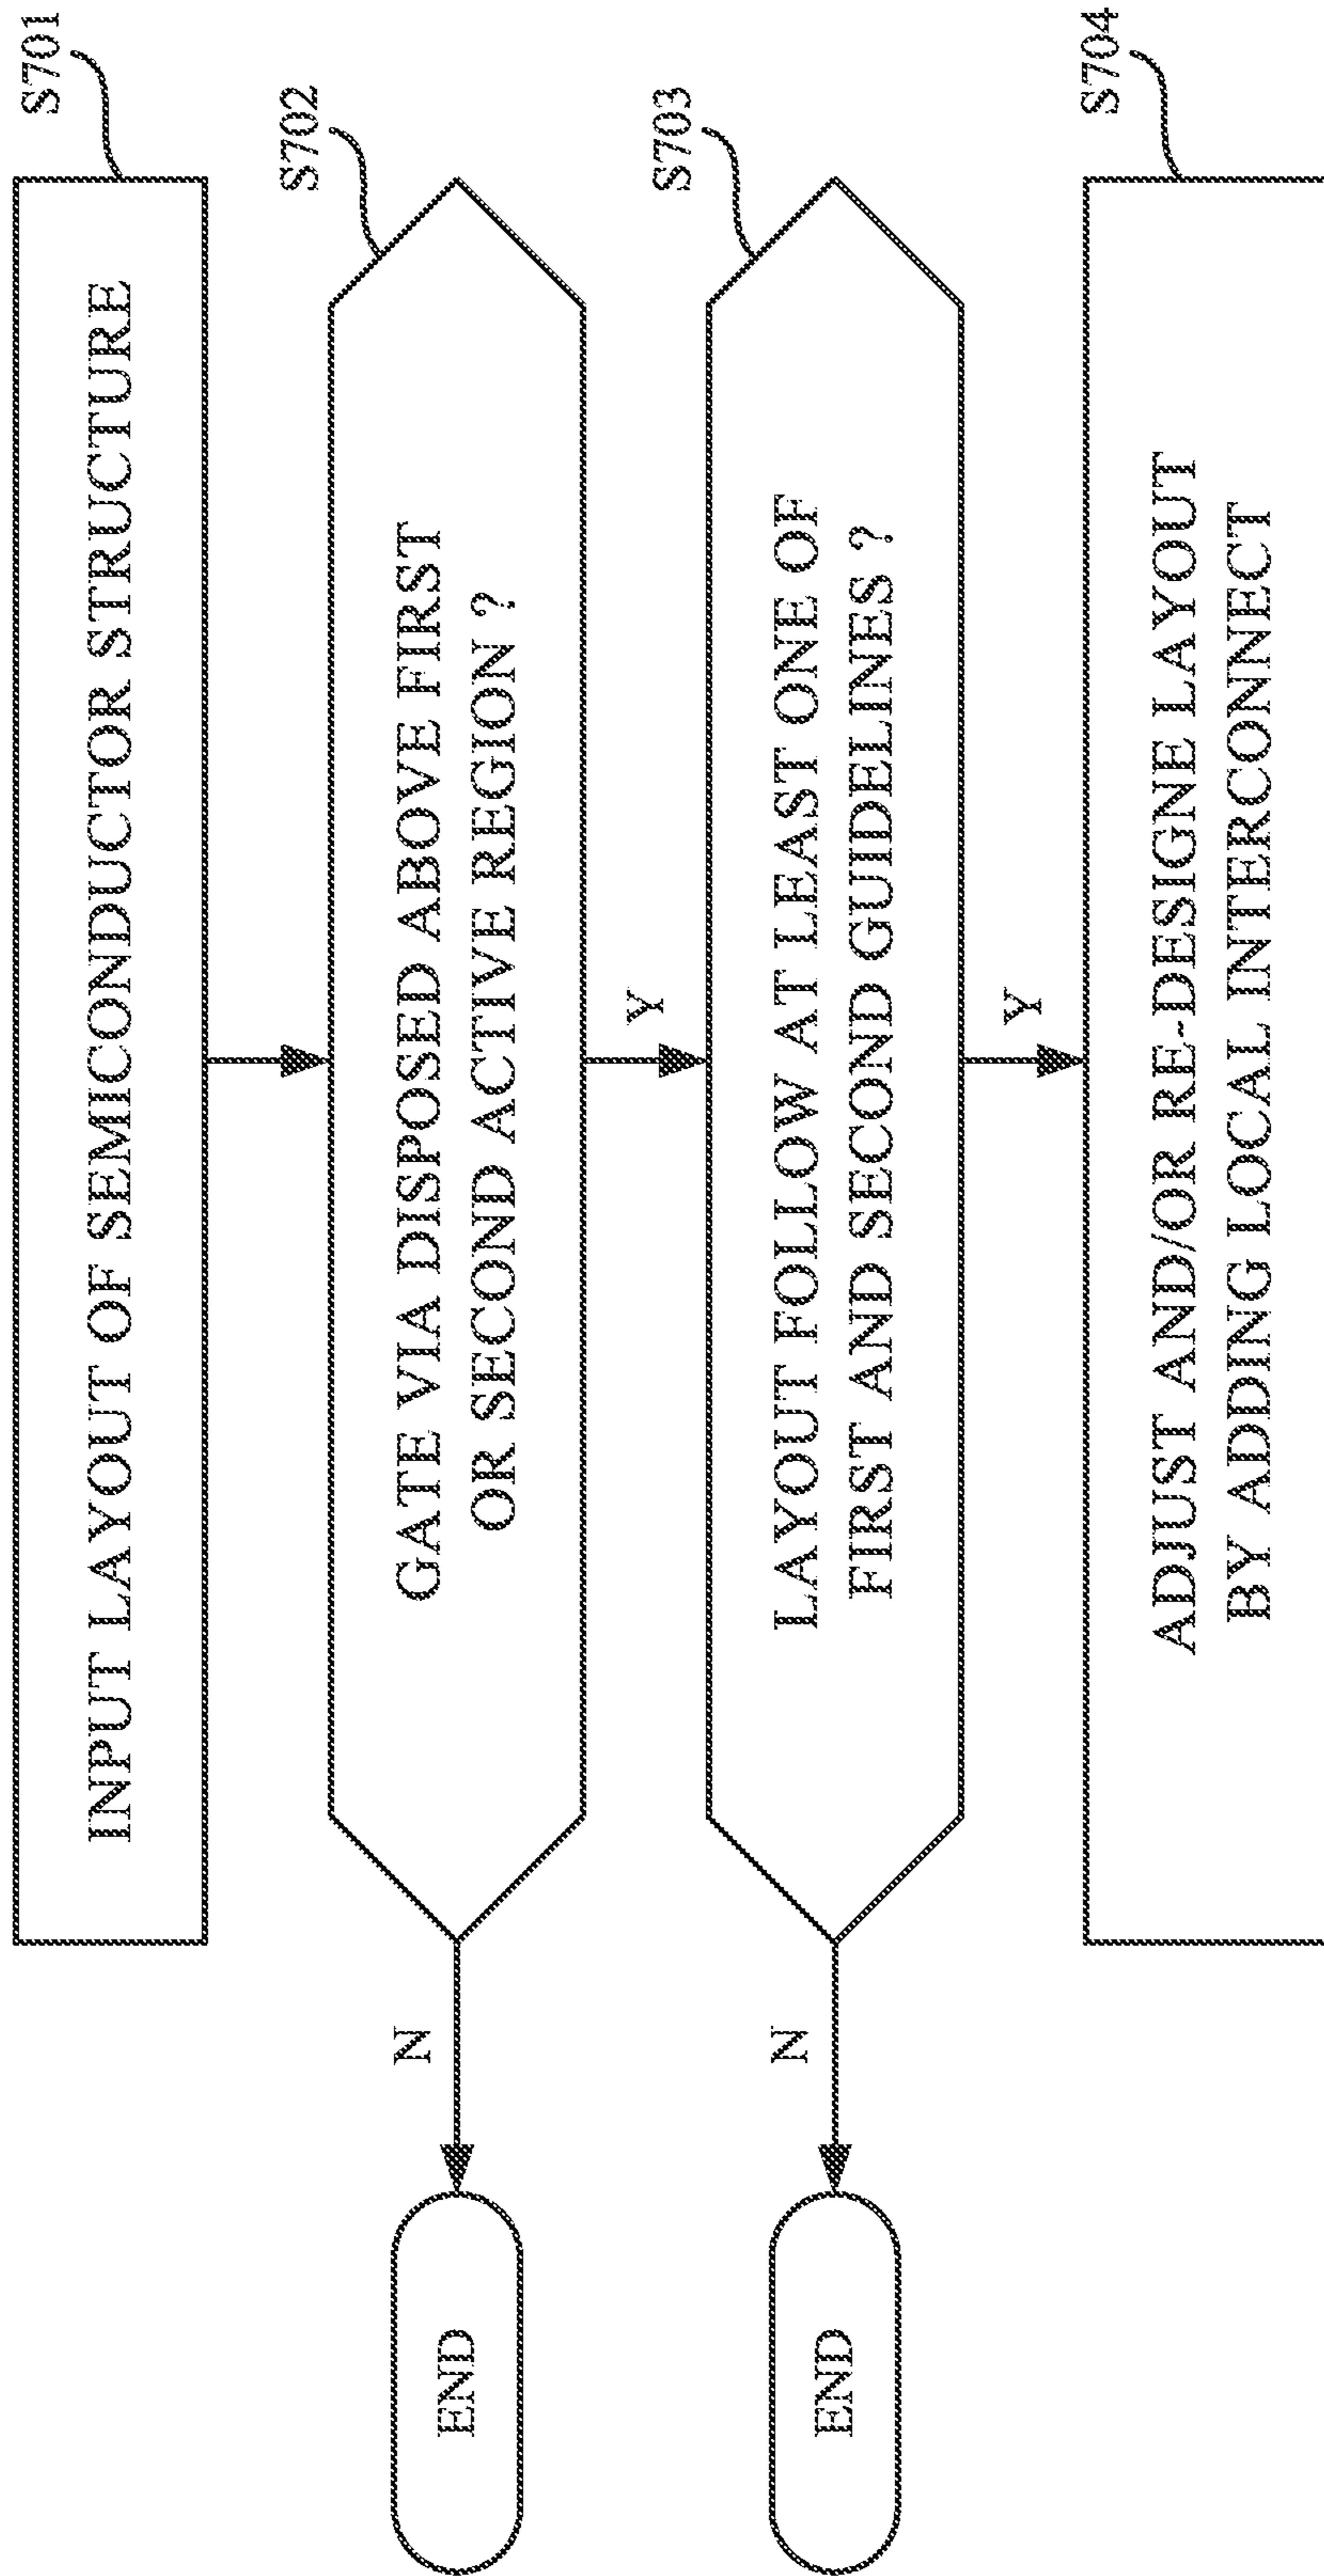 S701
INPUT LAYOUT OF SEMICONDUCTOR STRUCTURE
S702
GATE VIA DISPOSED ABOVE FIRST
OR SECOND ACTIVE REGION ?
N
END
Y
S703
LAYOUT FOLLOW AT LEAST ONE OF
FIRST AND SECOND GUIDELINES ?
N
END
Y
S704
ADJUST AND/OR RE-DESIGNE LAYOUT
BY ADDING LOCAL INTERCONNECT